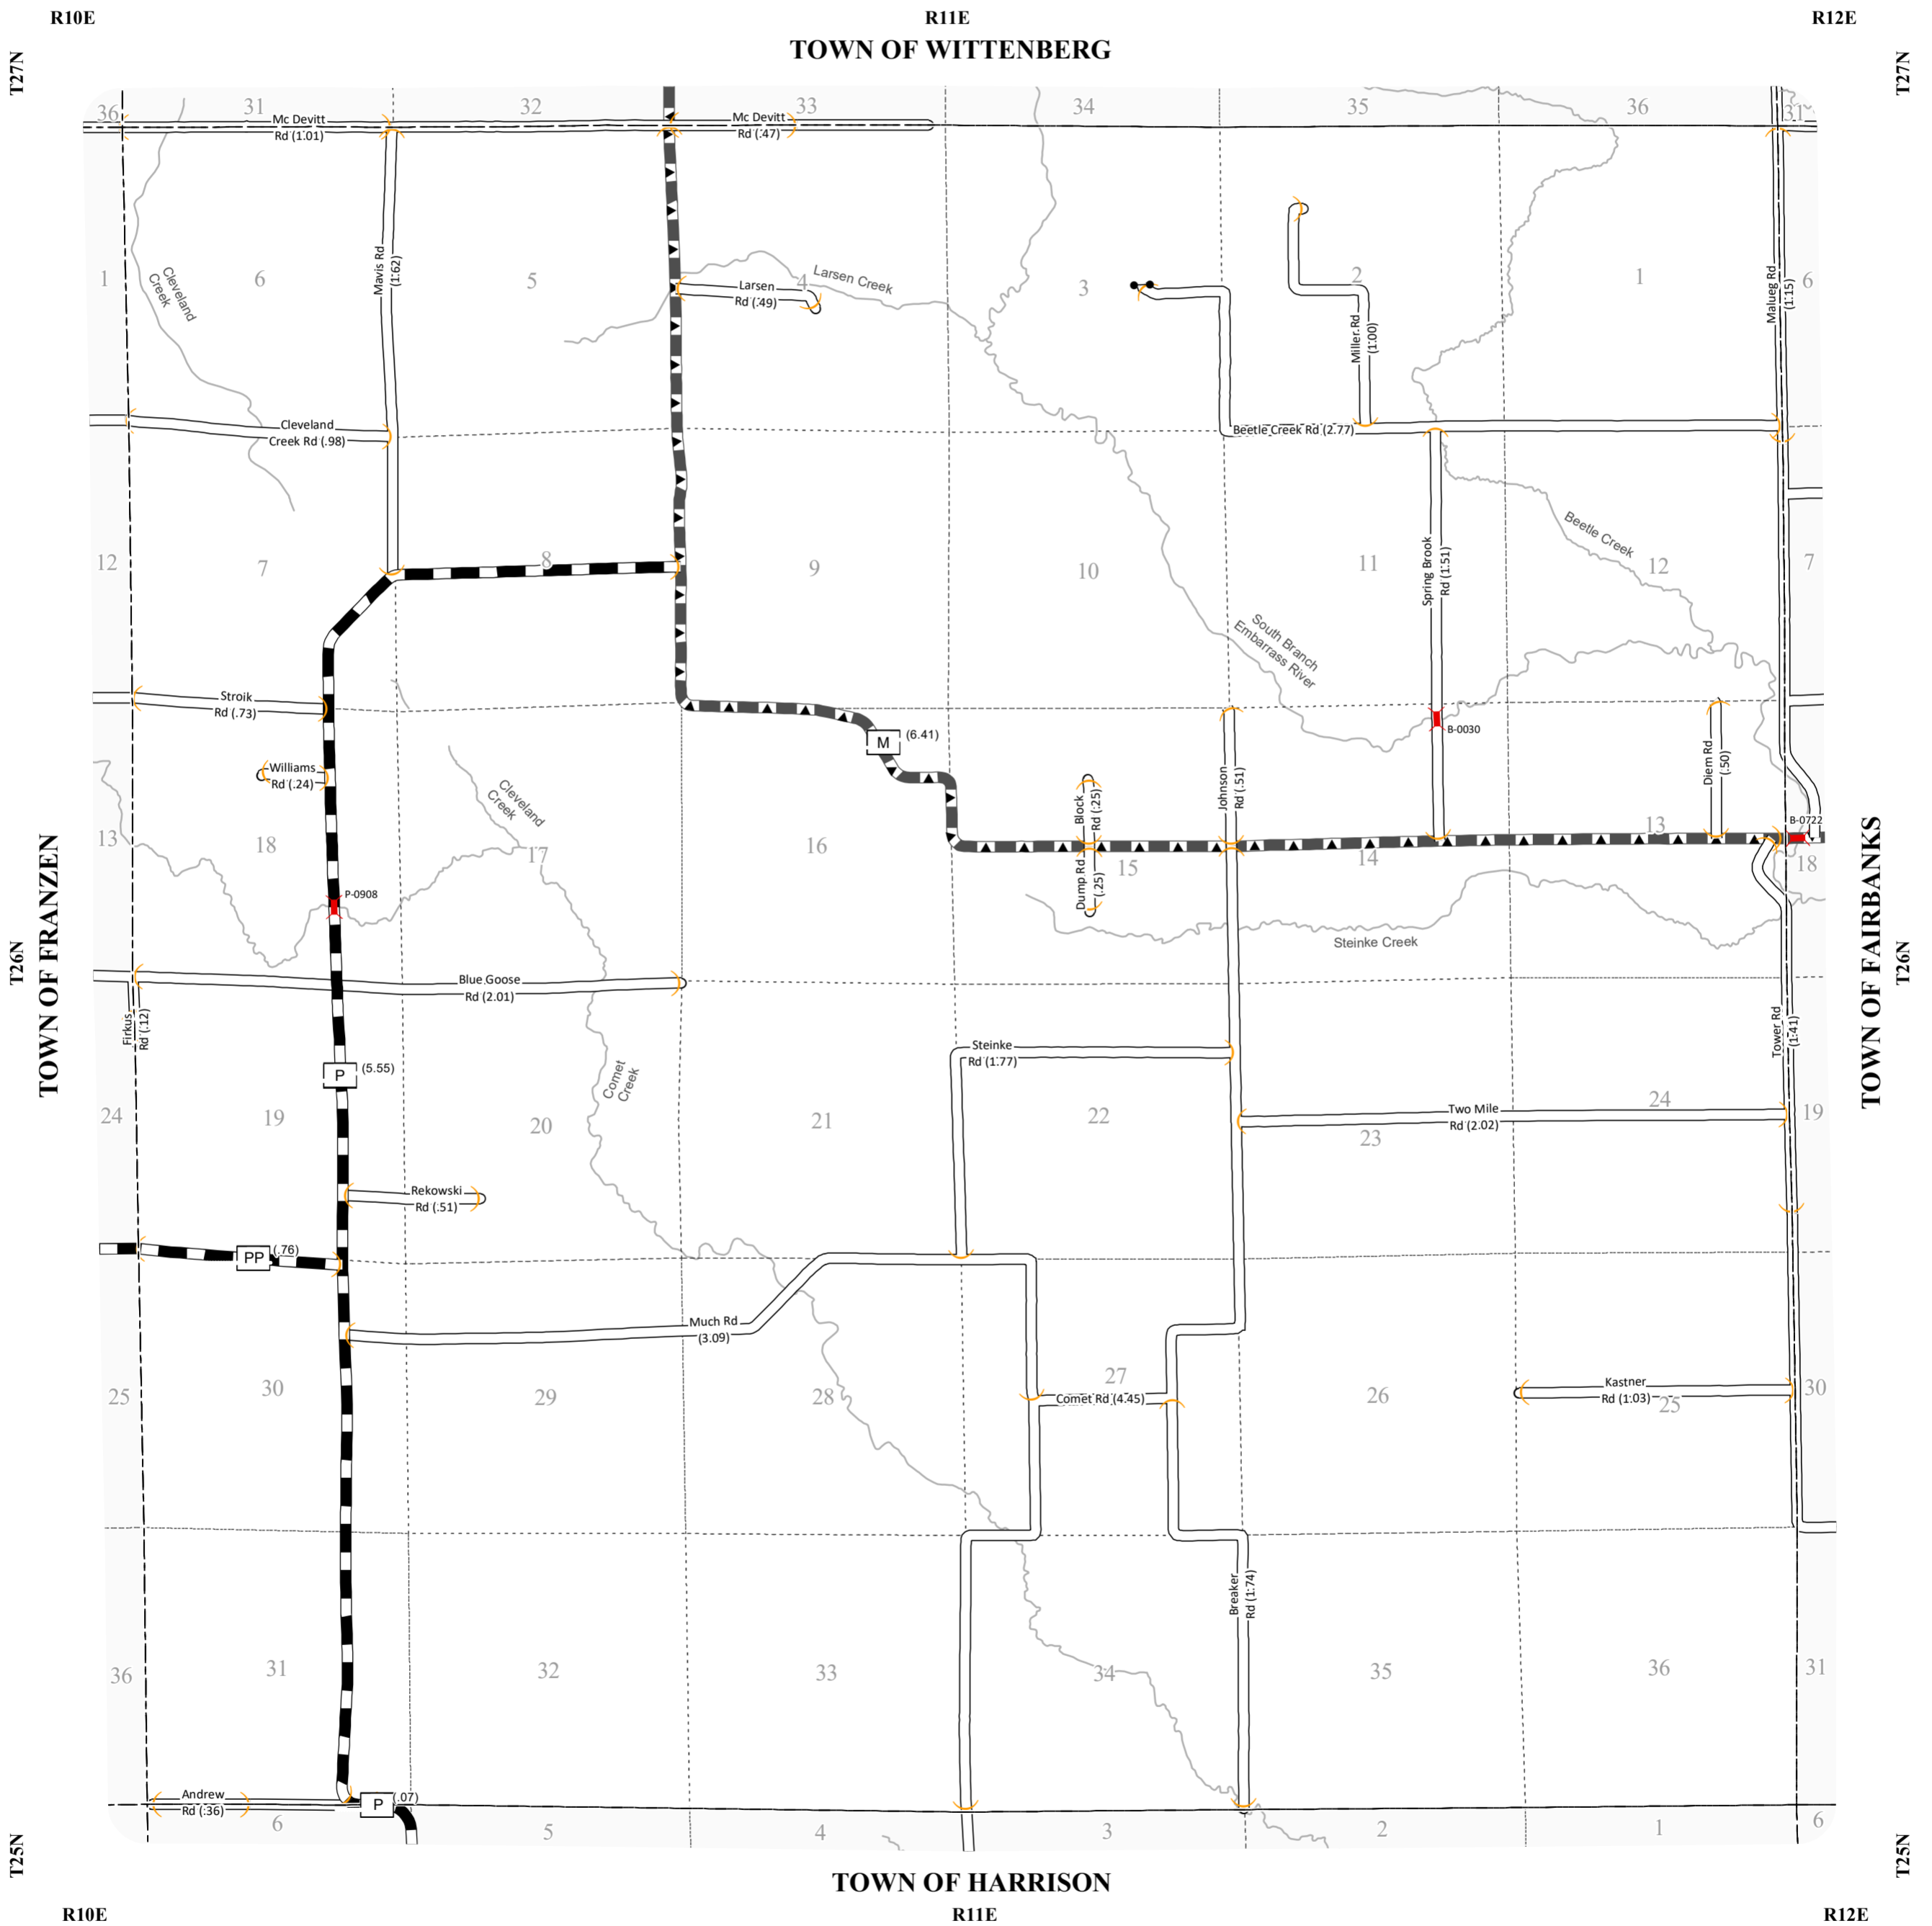 R10E R11E R12E
TOWN OF WITTENBERG
T27N T27N
36 31 32 33 34 35 36 31
Mc Devitt
Rd (1.01)
Mc Devitt
Rd (.47)
1 6 5 4 3 2 1 6
Cleveland
Creek
Mavis Rd
(1.62)
Larsen Creek
Larsen
Rd (.49)
Miller Rd
(1.00)
Malueg Rd
(1.15)
Cleveland
Creek Rd (.98)
Beetle Creek Rd (2.77)
12 7 8 9 10 11 12 7
Spring Brook
Rd (1.51)
Beetle Creek
South Branch
Embarrass River
Stroik
Rd (.73)
M (6.41)
B-0030
Williams
Rd (.24)
Cleveland
Creek
Block
Rd (.25)
Johnson
Rd (.51)
Diem Rd
(.50)
B-0722
13 18 17 16 15 14 13 18
Dump Rd
(.25)
P-0908
Steinke Creek
TOWN OF FRANZEN
T26N
TOWN OF FAIRBANKS
T26N
Blue Goose
Rd (2.01)
Firkus
Rd (.12)
Tower Rd
(1.41)
Steinke
Rd (1.77)
P (5.55)
Comet
Creek
24 19 20 21 22 23 24 19
Two Mile
Rd (2.02)
Rekowski
Rd (.51)
PP (.76)
Much Rd
(3.09)
25 30 29 28 27 26 25 30
Comet Rd (4.45)
Kastner
Rd (1.03)
Breaker
Rd (1.74)
36 31 32 33 34 35 36 31
Andrew
Rd (.36)
P (.07)
6 5 4 3 2 1 6
T25N T25N
TOWN OF HARRISON
R10E R11E R12E